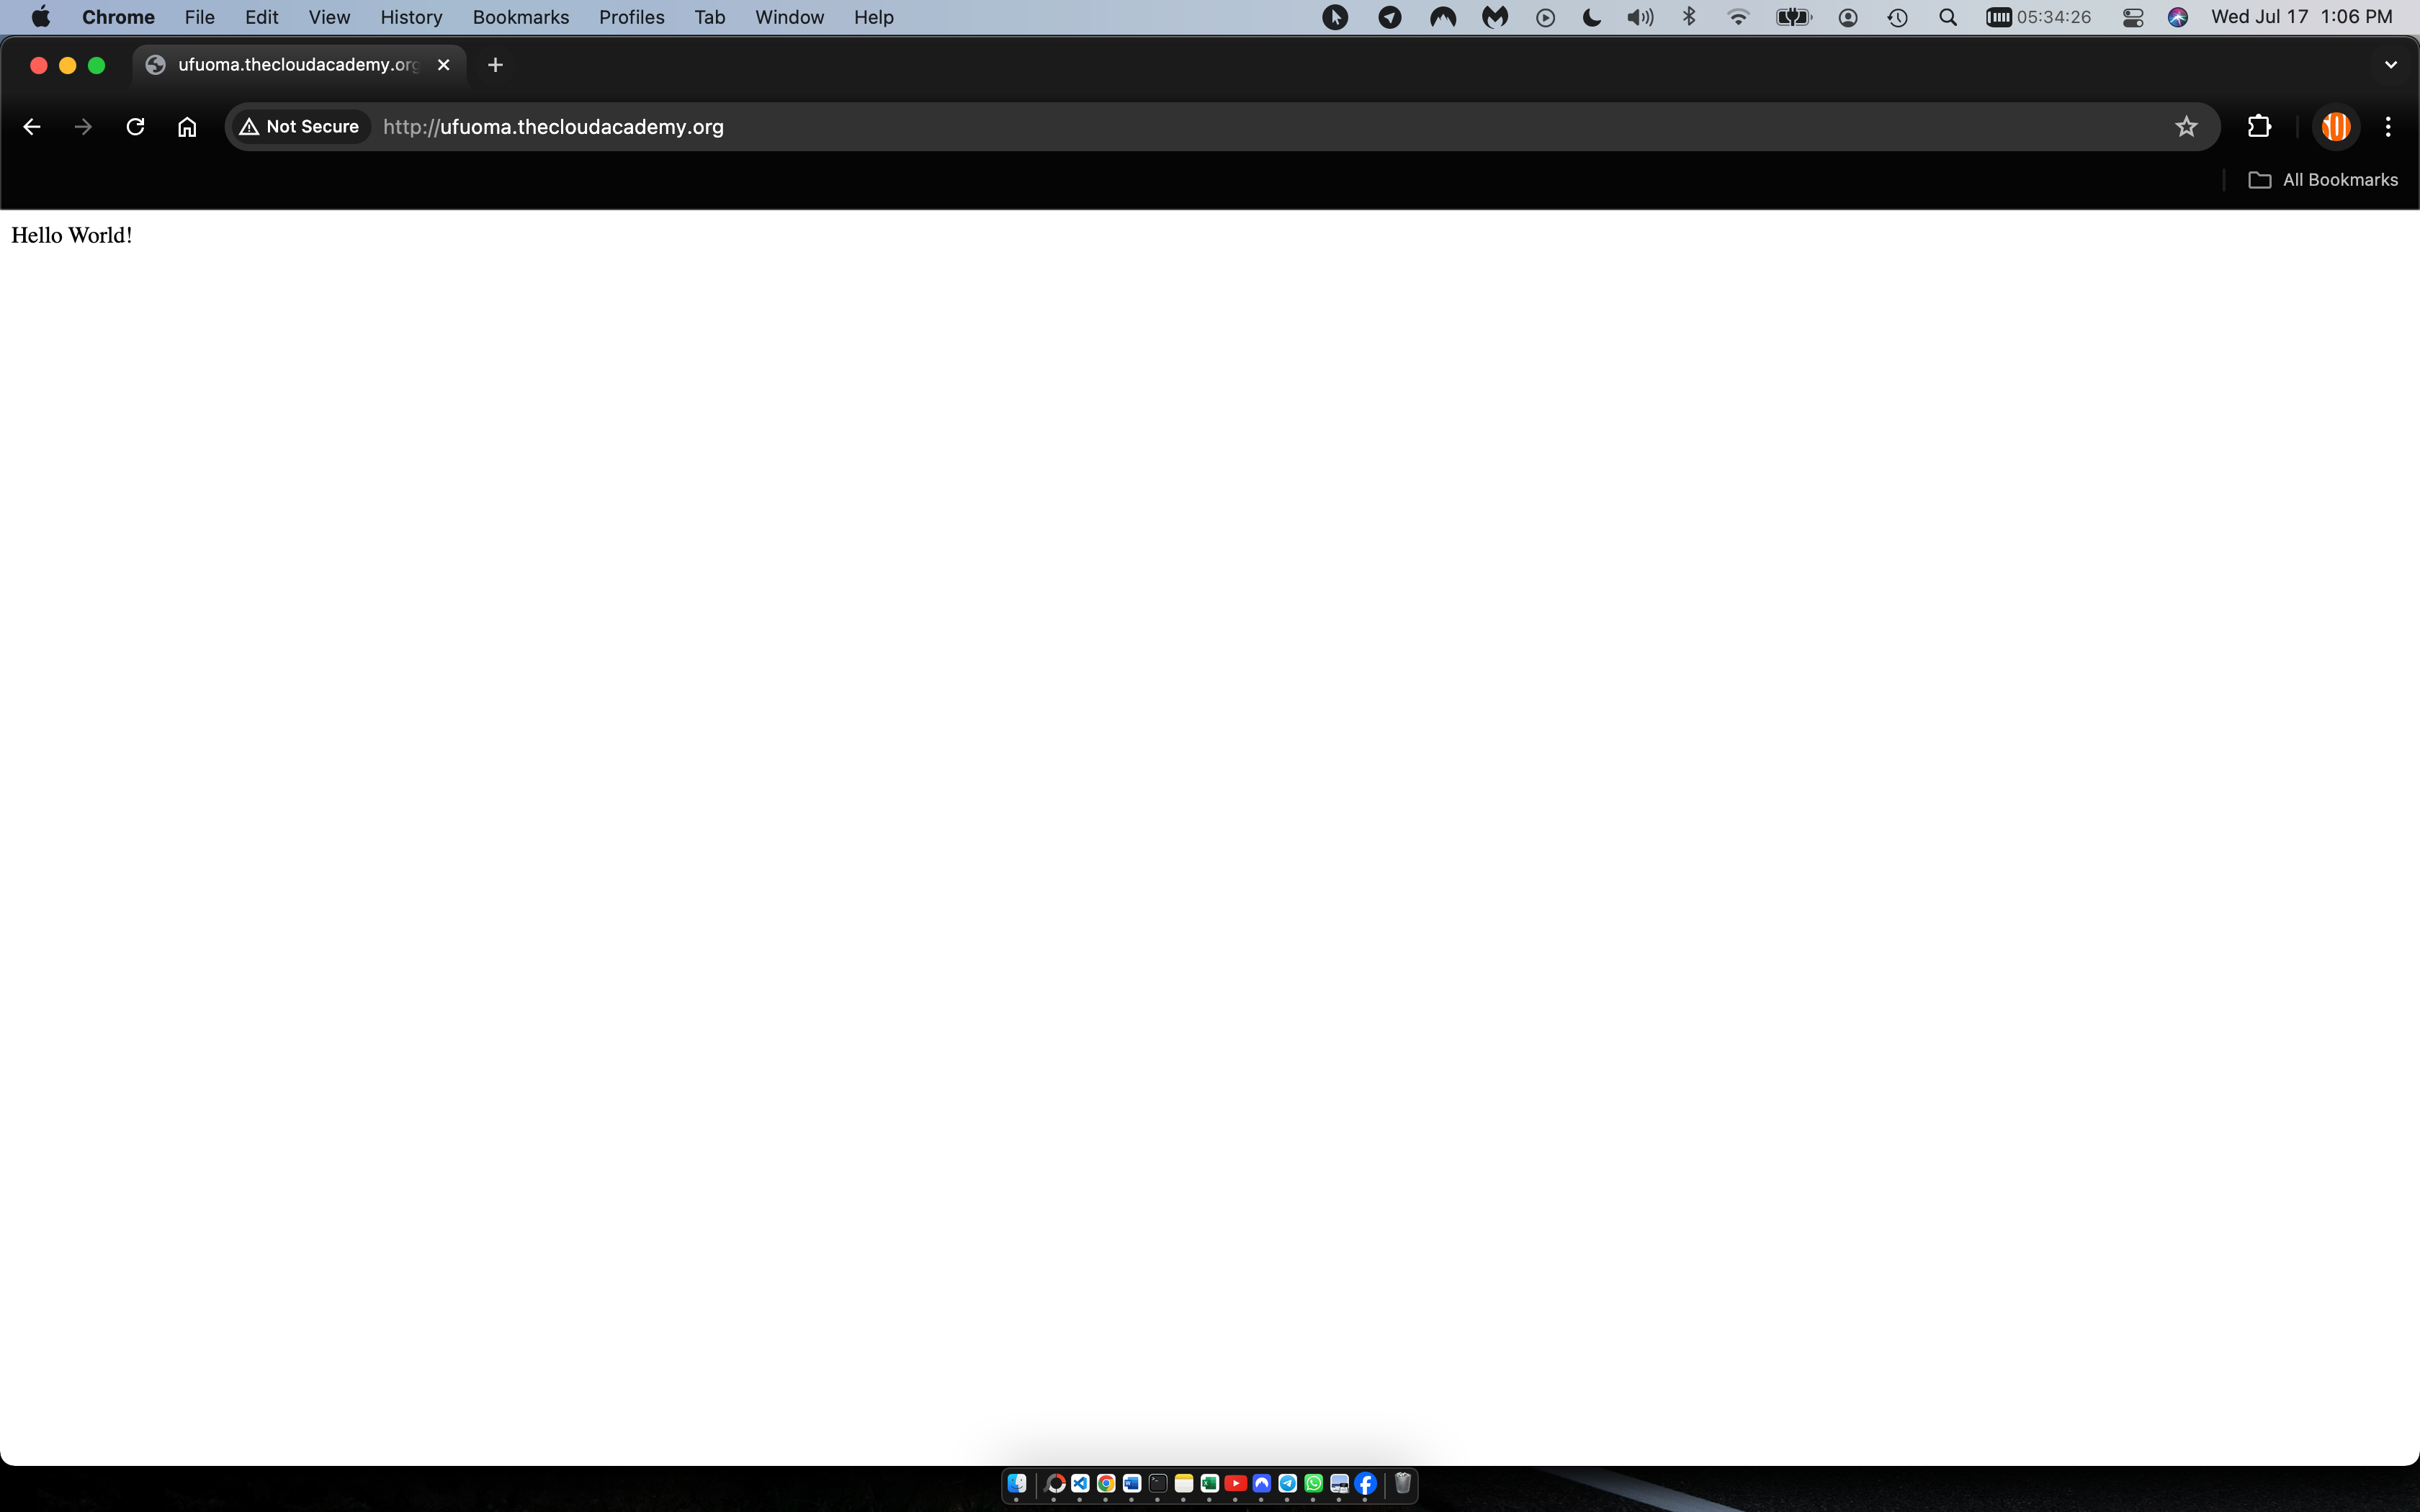 Chrome File Edit View History Bookmarks Profiles Tab Window Help 05:34:26 Wed Jul 17 1:06 PM
ufuoma.thecloudacademy.org
Not Secure http://ufuoma.thecloudacademy.org
All Bookmarks
Hello World!